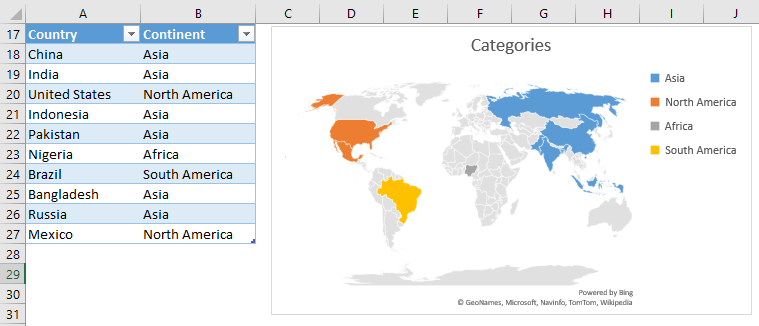 A B C D E F G H I J
17 Country Continent
18 China Asia
19 India Asia
20 United States North America
21 Indonesia Asia
22 Pakistan Asia
23 Nigeria Africa
24 Brazil South America
25 Bangladesh Asia
26 Russia Asia
27 Mexico North America
28
29
30
31
Categories
Asia
North America
Africa
South America
Powered by Bing
© GeoNames, Microsoft, Navinfo, TomTom, Wikipedia